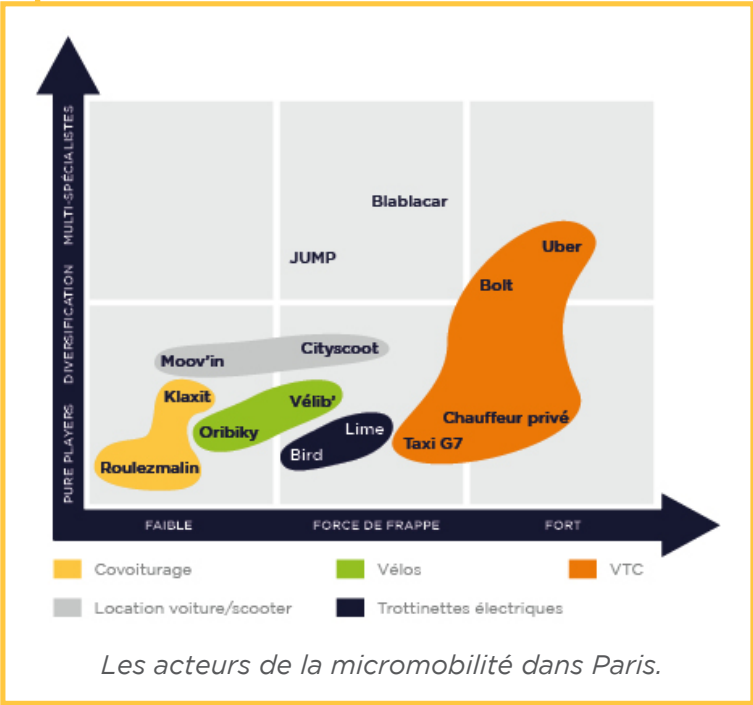 MULTI-SPÉCIALISTES
DIVERSIFICATION
PURE PLAYERS
Blablacar
Uber
JUMP
Bolt
Cityscoot
Moov'in
Klaxit
Vélib'
Chauffeur privé
Lime
Oribiky
Taxi G7
Bird
Roulezmalin
FAIBLE
FORCE DE FRAPPE
FORT
Covoiturage
Vélos
VTC
Location voiture/scooter
Trottinettes électriques
Les acteurs de la micromobilité dans Paris.